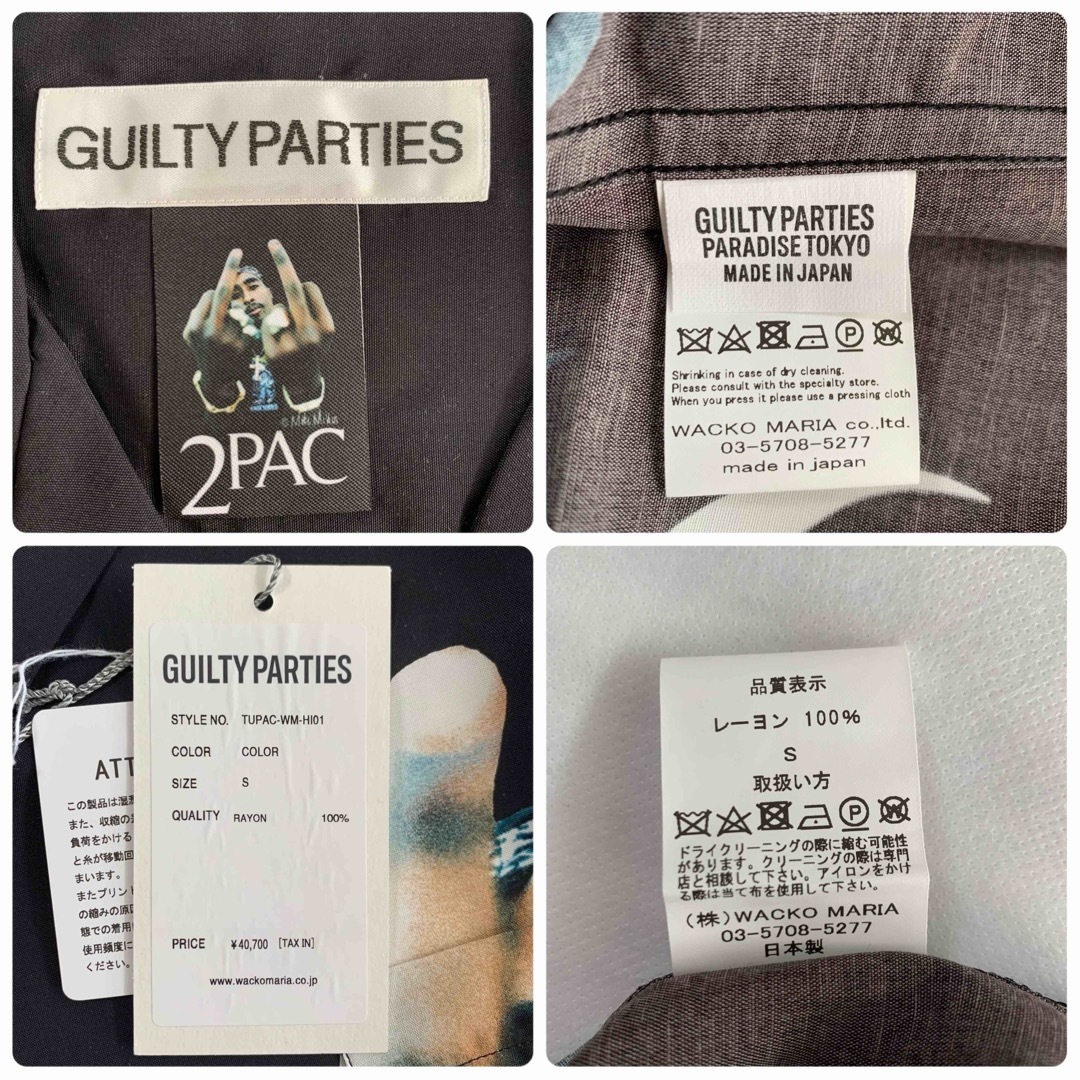 GUILTY PARTIES
© Mike Miller
2PAC
GUILTY PARTIES
PARADISE TOKYO
MADE IN JAPAN
P
W
Shrinking in case of dry cleaning.
Please consult with the specialty store.
When you press it please use a pressing cloth
WACKO MARIA co.,ltd.
03-5708-5277
made in japan
GUILTY PARTIES
STYLE NO. TUPAC-WM-HI01
COLOR COLOR
SIZE S
QUALITY RAYON 100%
PRICE ¥40,700 [TAX IN]
www.wackomaria.co.jp
ATT
この製品は湿
また、収縮の
負荷をかける
と糸が移動回
まいます。
またプリント
の縮みの原因
態での着用
使用頻度に
ください。
品質表示
レーヨン 100%
S
取扱い方
P
W
ドライクリーニングの際に縮む可能性
があります。クリーニングの際は専門
店と相談して下さい。アイロンをかけ
る際は当て布を使用して下さい。
(株)WACKO MARIA
03-5708-5277
日本製